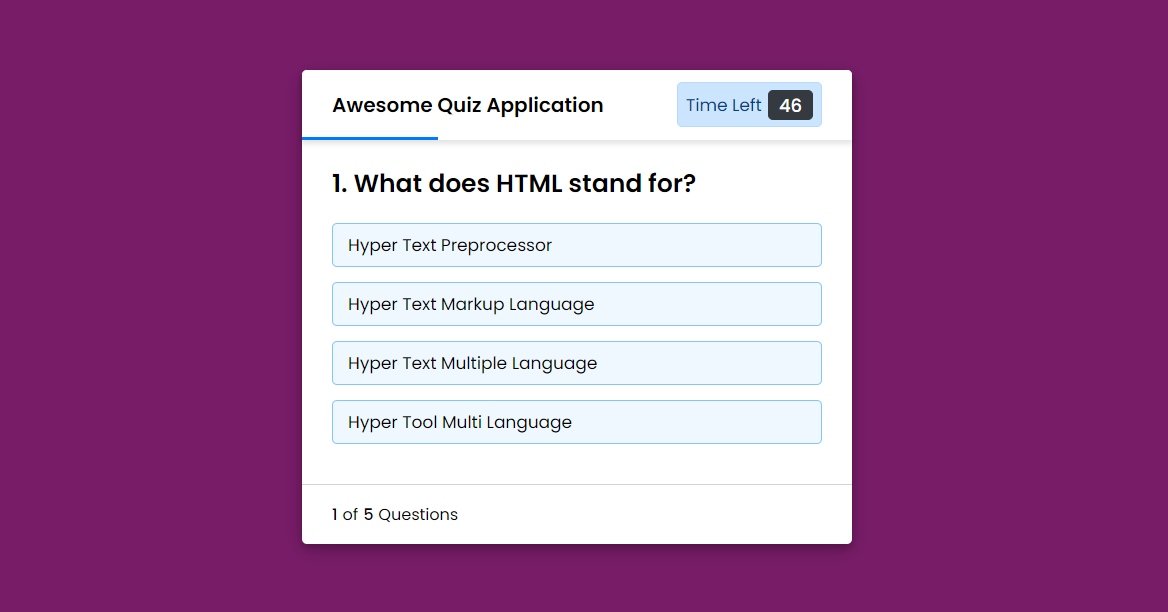 Awesome Quiz Application
Time Left 46
1. What does HTML stand for?
Hyper Text Preprocessor
Hyper Text Markup Language
Hyper Text Multiple Language
Hyper Tool Multi Language
1 of 5 Questions